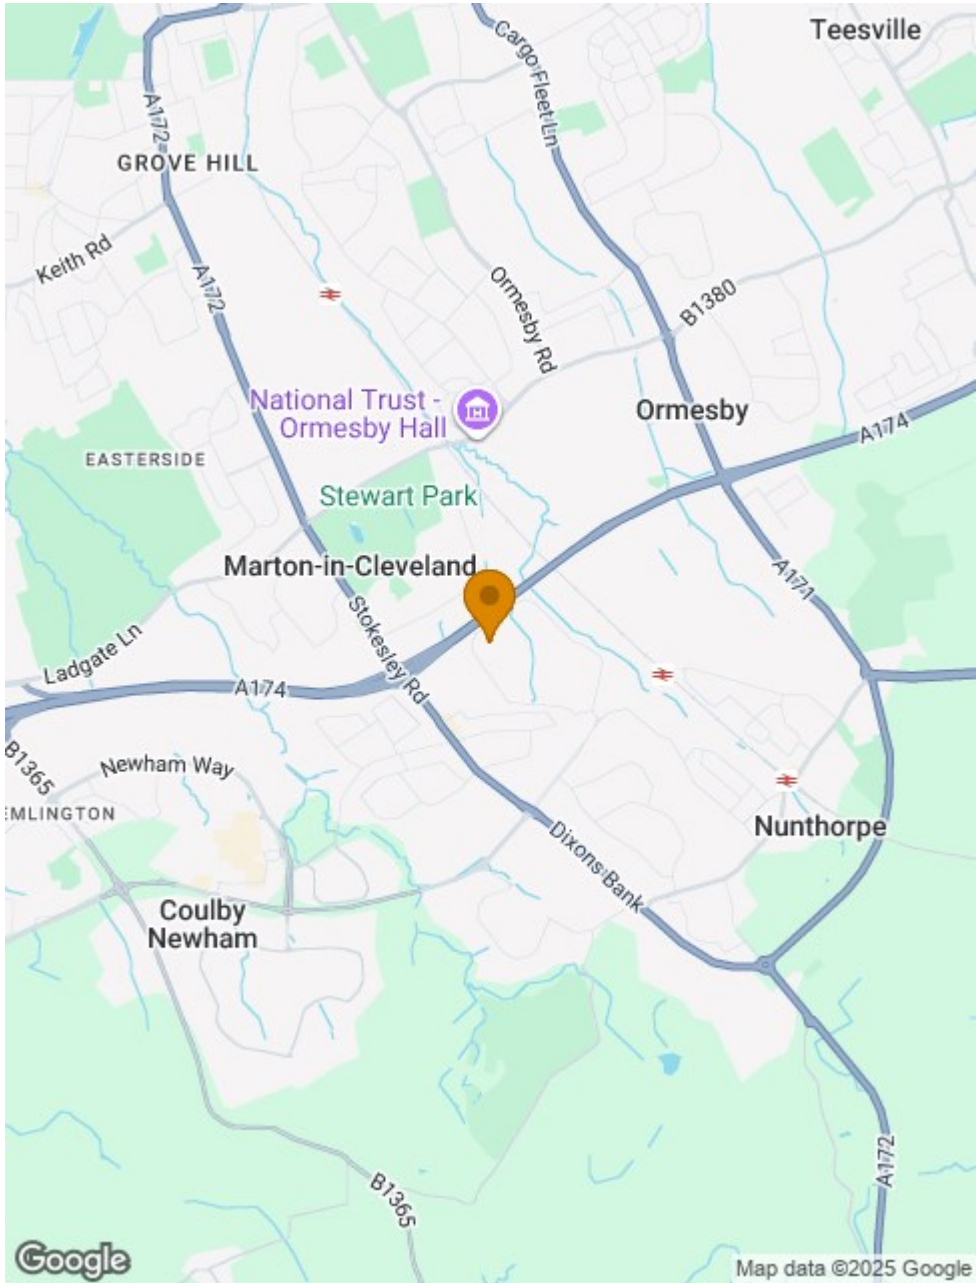 Teesville
Cargo Fleet Ln
A172
GROVE HILL
Keith Rd
A172
Ormesby Rd
B1380
National Trust -
Ormesby Hall
Ormesby
A174
EASTERSIDE
Stewart Park
Marton-in-Cleveland
A171
Stokesley Rd
Ladgate Ln
A174
B1365
Newham Way
EMLINGTON
Nunthorpe
Dixons Bank
Coulby
Newham
A172
B1365
Google
Map data ©2025 Google